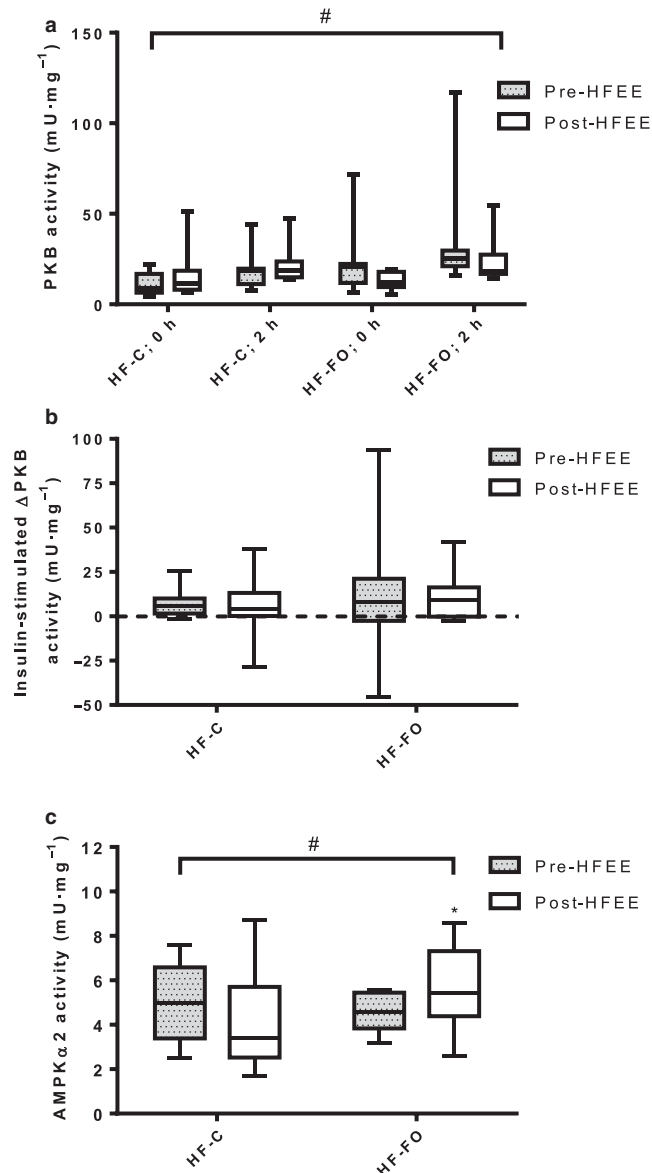 a
#
PKB activity (mU·mg⁻¹)
150
100
50
0
Pre-HFEE
Post-HFEE
HF-C; 0 h
HF-C; 2 h
HF-FO; 0 h
HF-FO; 2 h
b
Insulin-stimulated ΔPKB
activity (mU·mg⁻¹)
100
75
50
25
0
−25
−50
Pre-HFEE
Post-HFEE
HF-C
HF-FO
c
#
AMPKα2 activity (mU·mg⁻¹)
12
10
8
6
4
2
0
Pre-HFEE
Post-HFEE
*
HF-C
HF-FO